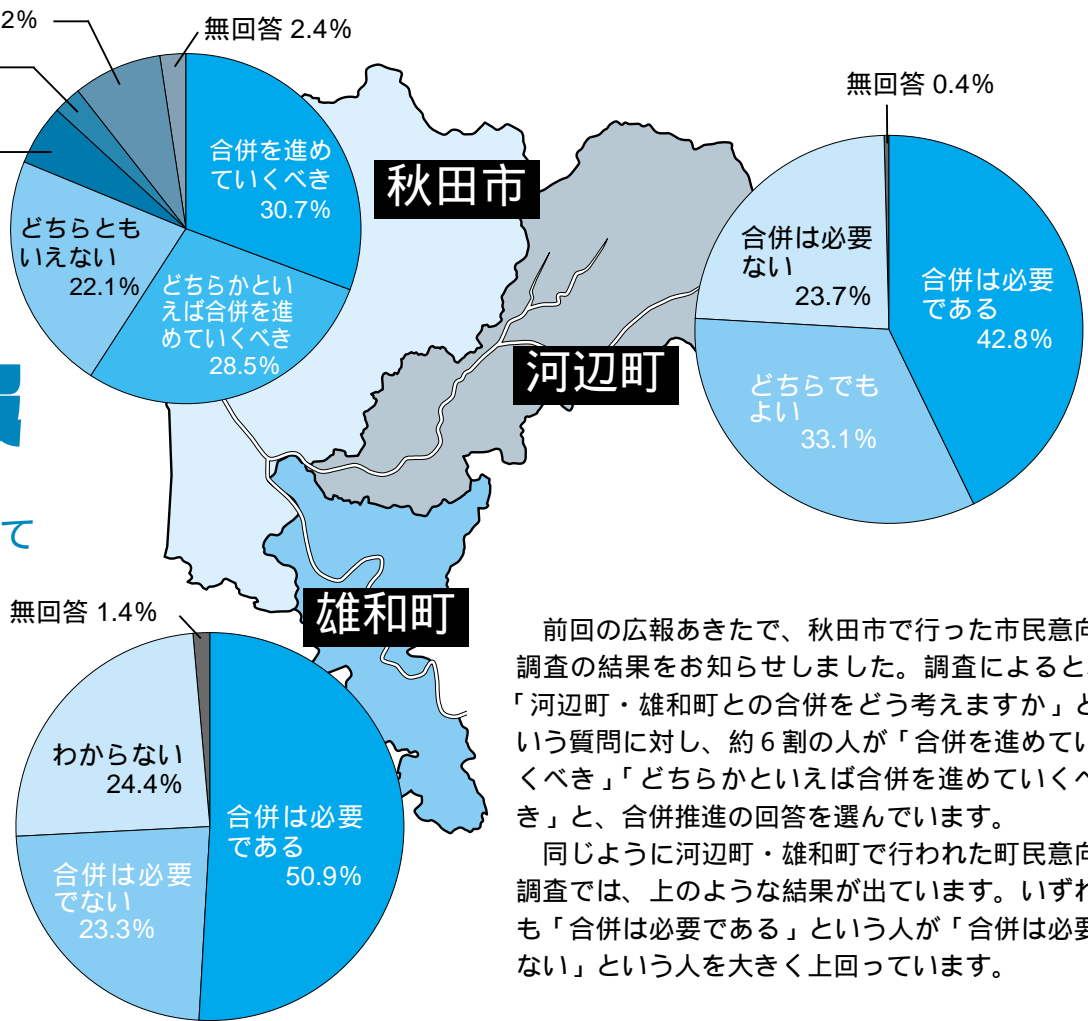 2%
無回答 2.4%
合併を進め
ていくべき
30.7%
どちらかとい
えば合併を進
めていくべき
28.5%
どちらとも
いえない
22.1%
秋田市
無回答 0.4%
合併は必要
ない
23.7%
合併は必要
である
42.8%
どちらでも
よい
33.1%
河辺町
て
無回答 1.4%
わからない
24.4%
合併は必要
である
50.9%
合併は必要
でない
23.3%
雄和町
前回の広報あきたで、秋田市で行った市民意向
調査の結果をお知らせしました。調査によると、
「河辺町・雄和町との合併をどう考えますか」と
いう質問に対し、約6割の人が「合併を進めてい
くべき」「どちらかといえば合併を進めていくべ
き」と、合併推進の回答を選んでいます。
同じように河辺町・雄和町で行われた町民意向
調査では、上のような結果が出ています。いずれ
も「合併は必要である」という人が「合併は必要
ない」という人を大きく上回っています。